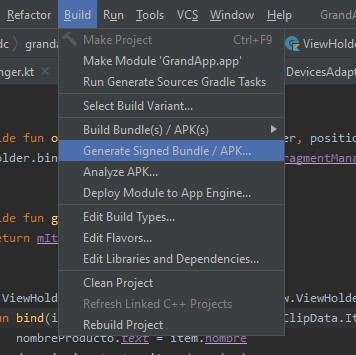 Refactor Build Run Tools VCS Window Help GrandA
dc granda ViewHolde
nger.kt Make Project Ctrl+F9 DevicesAdapt
Make Module 'GrandApp.app'
Run Generate Sources Gradle Tasks
Select Build Variant...
ide fun o Build Bundle(s) / APK(s) er, positio
older.bin Generate Signed Bundle / APK... ragmentMana
Analyze APK...
Deploy Module to App Engine...
ide fun g Edit Build Types...
eturn mIt Edit Flavors...
Edit Libraries and Dependencies...
Clean Project
ViewHold Refresh Linked C++ Projects w.ViewHolde
n bind(i Rebuild Project ClipData.It
nombreProducto.text = item.nombre